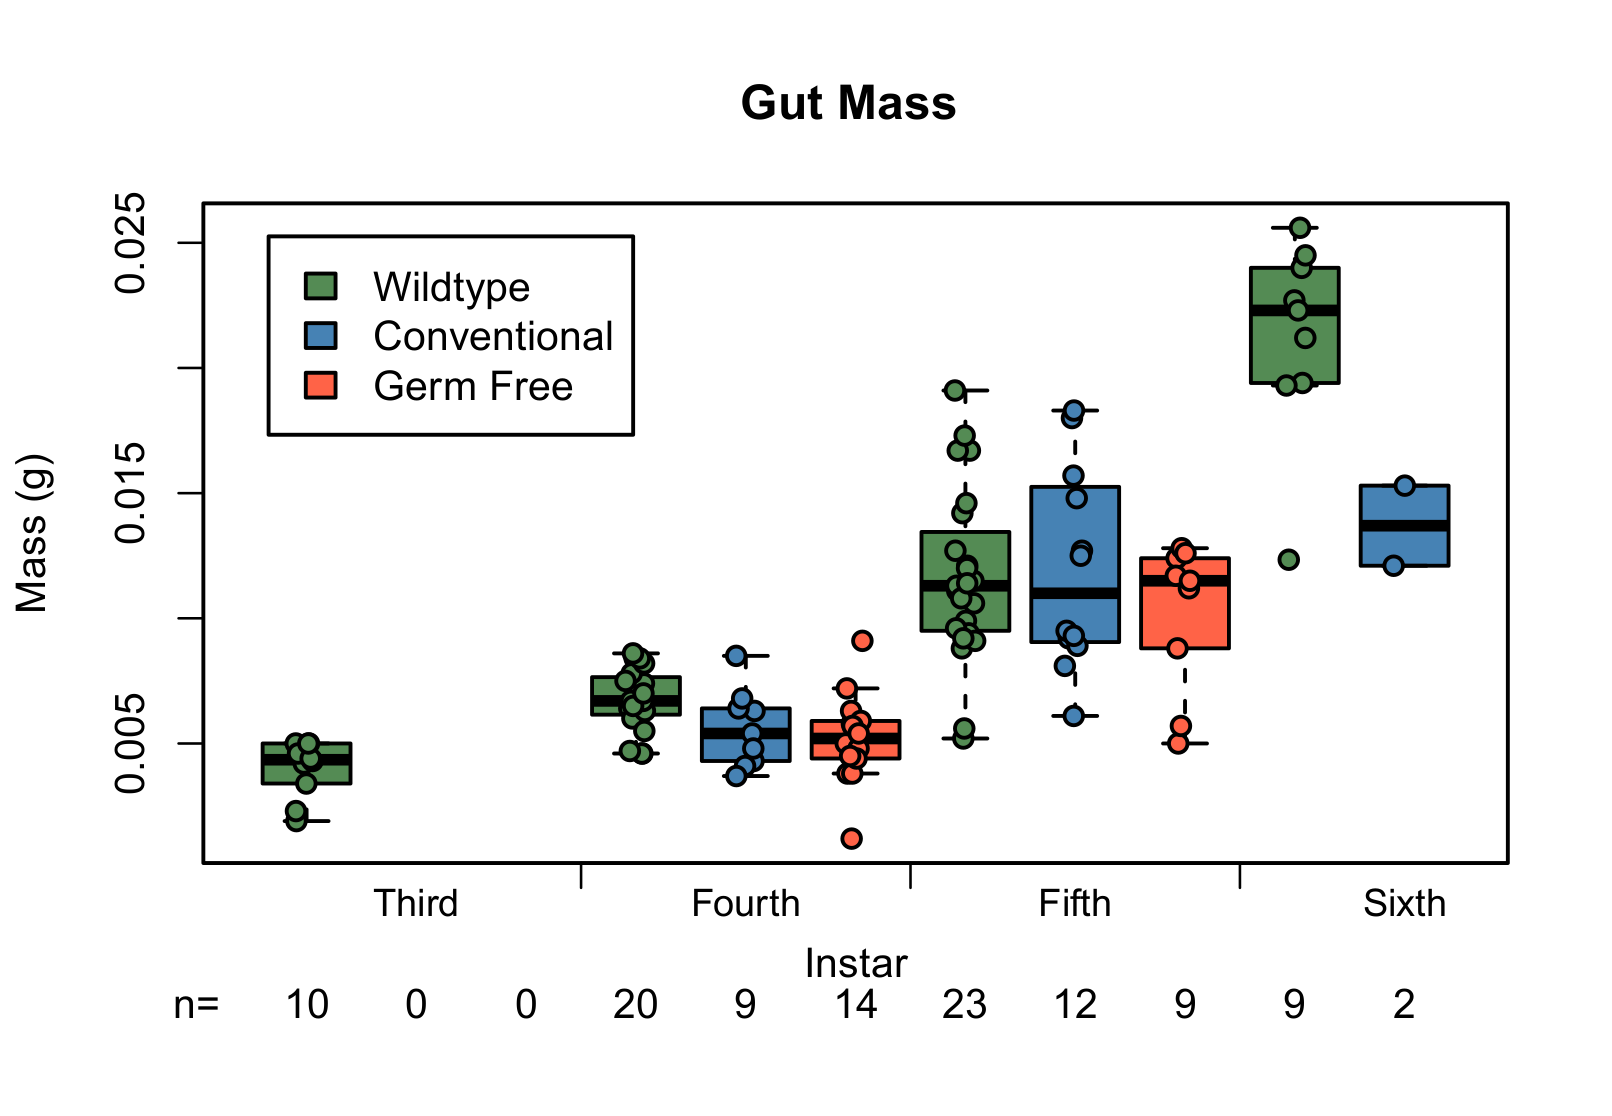 Gut Mass
Mass (g)
0.025
0.015
0.005
Wildtype
Conventional
Germ Free
Third Fourth Fifth Sixth
Instar
n= 10 0 0 20 9 14 23 12 9 9 2